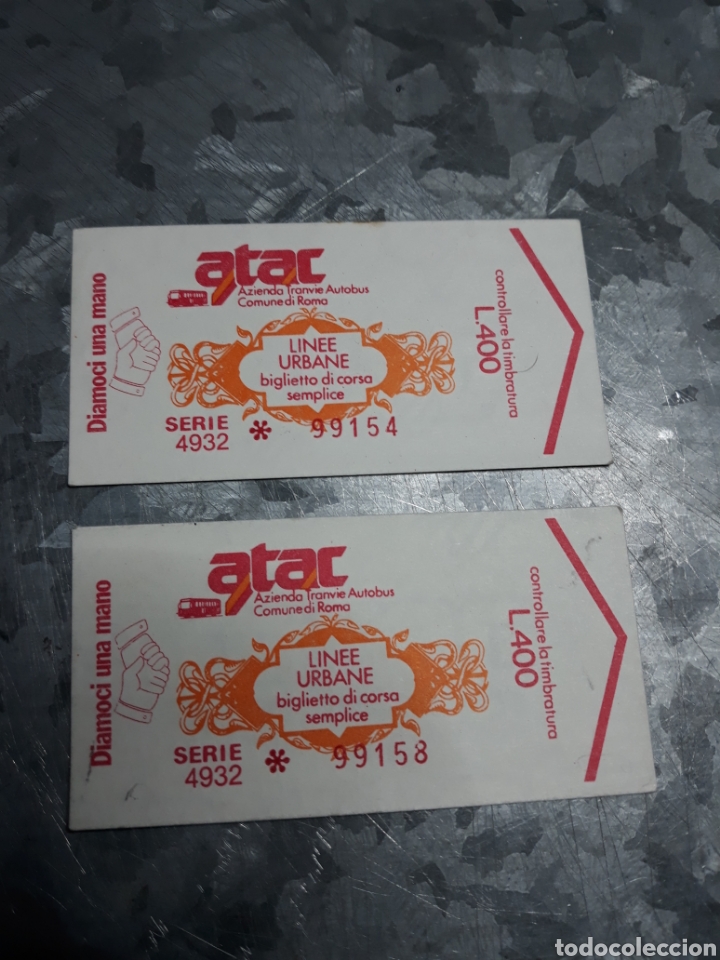 Diamoci una mano
atac
Azienda Tranvie Autobus
Comune di Roma
LINEE
URBANE
biglietto di corsa
semplice
SERIE
4932 * 99154
controllare la timbratura
L.400
Diamoci una mano
atac
Azienda Tranvie Autobus
Comune di Roma
LINEE
URBANE
biglietto di corsa
semplice
SERIE
4932 * 99158
controllare la timbratura
L.400
todocoleccion